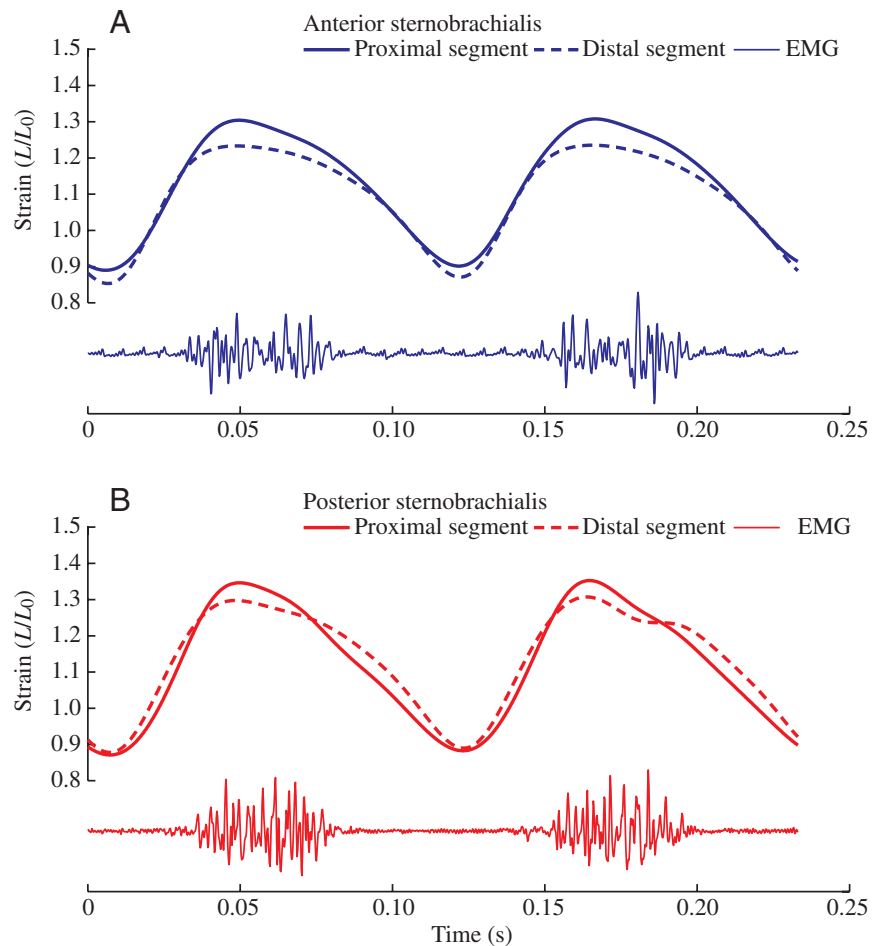 A
Anterior sternobrachialis
Proximal segment Distal segment EMG
1.5
1.4
1.3
1.2
1.1
1.0
0.9
0.8
Strain (L/L0)
0 0.05 0.10 0.15 0.20 0.25
B
Posterior sternobrachialis
Proximal segment Distal segment EMG
1.5
1.4
1.3
1.2
1.1
1.0
0.9
0.8
Strain (L/L0)
0 0.05 0.10 0.15 0.20 0.25
Time (s)